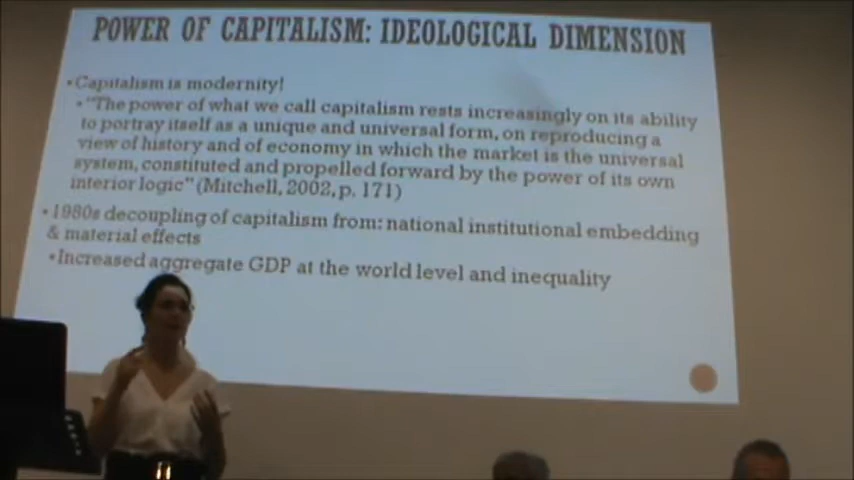 POWER OF CAPITALISM: IDEOLOGICAL DIMENSION
•Capitalism is modernity!
•"The power of what we call capitalism rests increasingly on its ability
to portray itself as a unique and universal form, on reproducing a
view of history and of economy in which the market is the universal
system, constituted and propelled forward by the power of its own
interior logic" (Mitchell, 2002, p. 171)
•1980s decoupling of capitalism from: national institutional embedding
& material effects
•Increased aggregate GDP at the world level and inequality